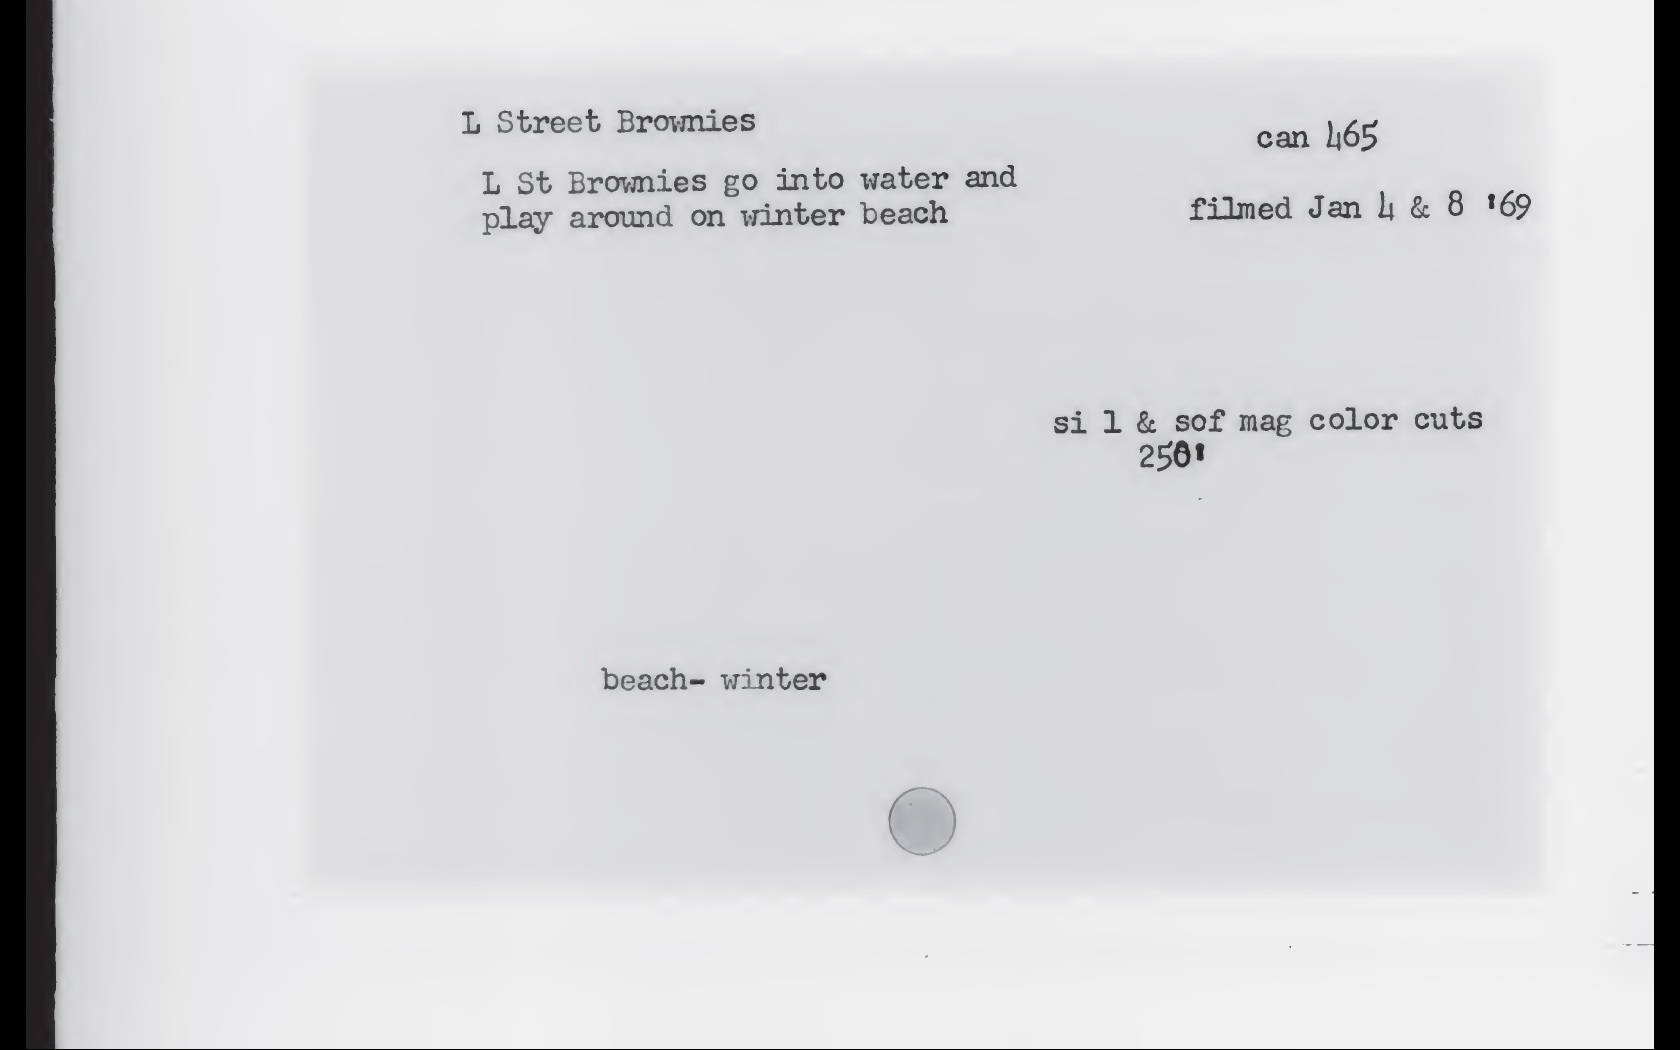 L Street Brownies
can 465
L St Brownies go into water and
play around on winter beach
filmed Jan 4 & 8 '69
si l & sof mag color cuts
250'
beach- winter